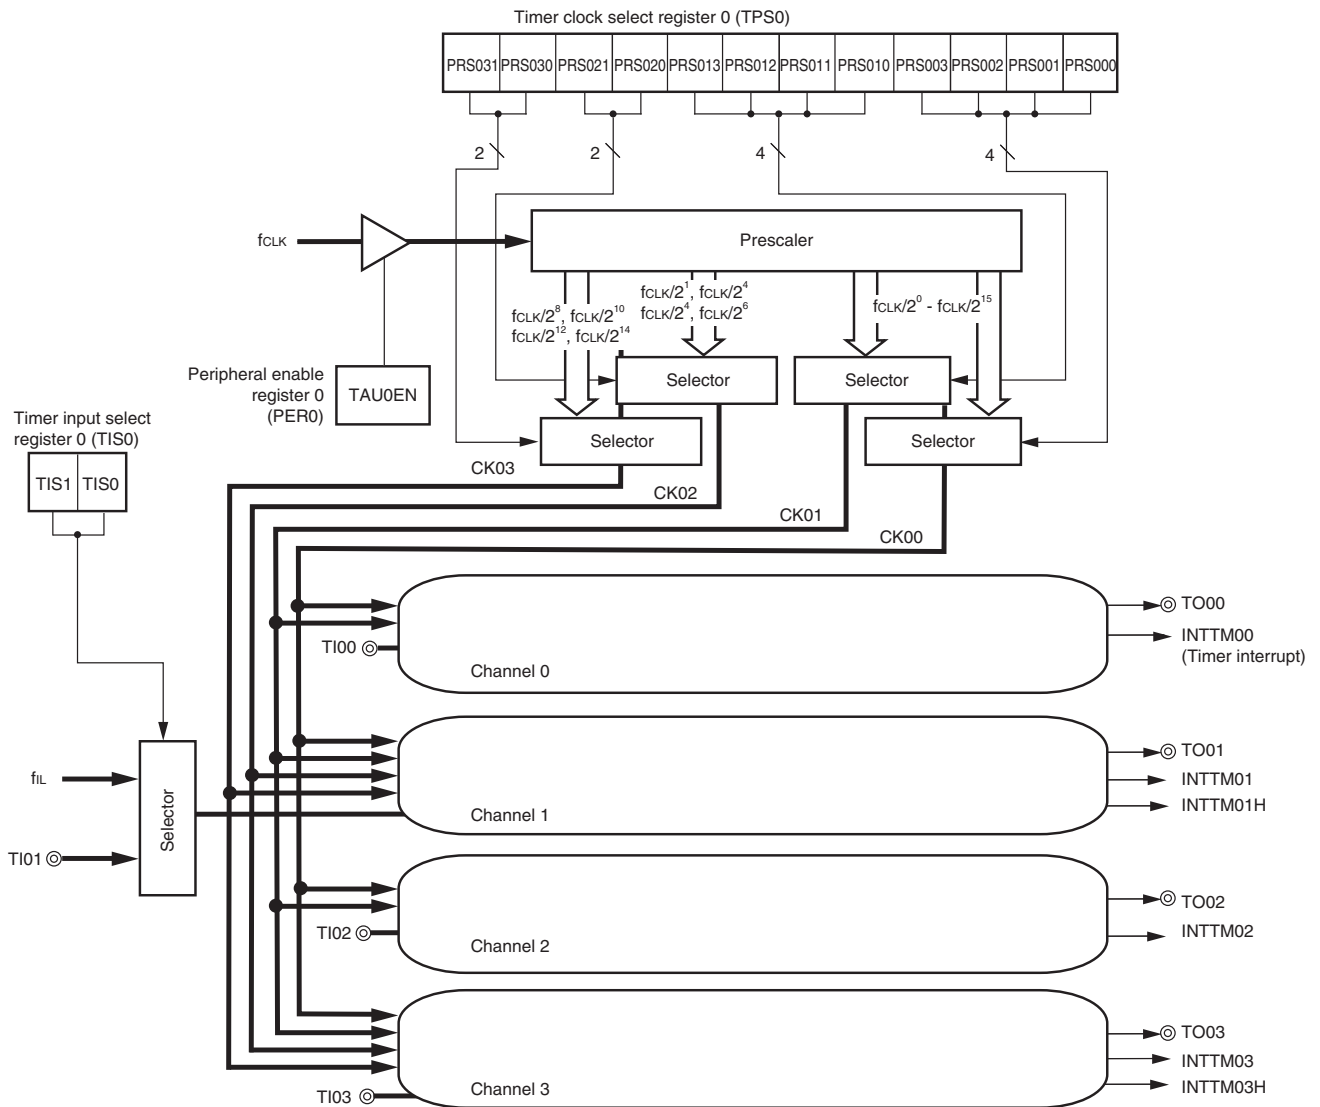 Timer clock select register 0 (TPS0)
PRS031 PRS030 PRS021 PRS020 PRS013 PRS012 PRS011 PRS010 PRS003 PRS002 PRS001 PRS000
2 2 4 4
fCLK
Prescaler
fCLK/2^1, fCLK/2^4
fCLK/2^4, fCLK/2^6
fCLK/2^8, fCLK/2^10
fCLK/2^12, fCLK/2^14
fCLK/2^0 - fCLK/2^15
Peripheral enable
register 0
(PER0)
TAU0EN
Selector
Selector
Selector
Selector
Timer input select
register 0 (TIS0)
TIS1 TIS0
CK03
CK02
CK01
CK00
TI00
Channel 0
TO00
INTTM00
(Timer interrupt)
fIL
TI01
Selector
Channel 1
TO01
INTTM01
INTTM01H
TI02
Channel 2
TO02
INTTM02
TI03
Channel 3
TO03
INTTM03
INTTM03H